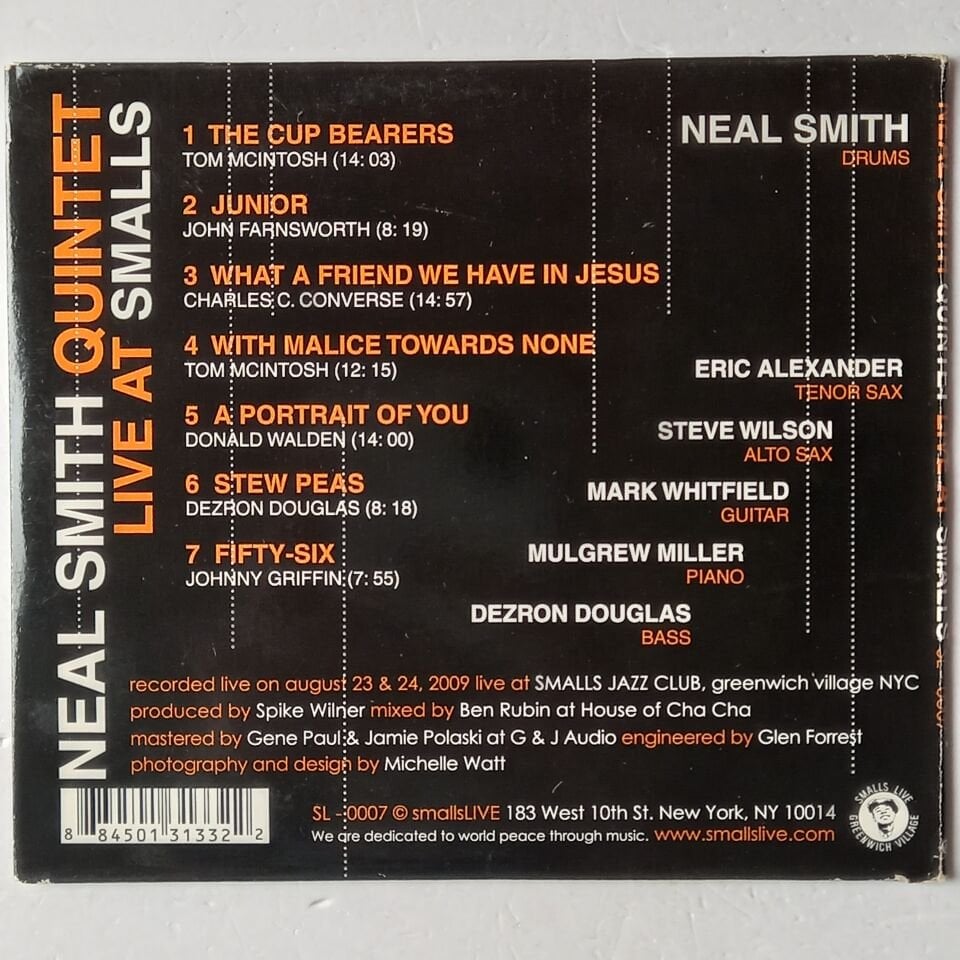 NEAL SMITH QUINTET
LIVE AT SMALLS
1 THE CUP BEARERS
TOM MCINTOSH (14: 03)
2 JUNIOR
JOHN FARNSWORTH (8: 19)
3 WHAT A FRIEND WE HAVE IN JESUS
CHARLES C. CONVERSE (14: 57)
4 WITH MALICE TOWARDS NONE
TOM MCINTOSH (12: 15)
5 A PORTRAIT OF YOU
DONALD WALDEN (14: 00)
6 STEW PEAS
DEZRON DOUGLAS (8: 18)
7 FIFTY-SIX
JOHNNY GRIFFIN (7: 55)
NEAL SMITH
DRUMS
ERIC ALEXANDER
TENOR SAX
STEVE WILSON
ALTO SAX
MARK WHITFIELD
GUITAR
MULGREW MILLER
PIANO
DEZRON DOUGLAS
BASS
recorded live on august 23 & 24, 2009 live at SMALLS JAZZ CLUB, greenwich village NYC
produced by Spike Wilner mixed by Ben Rubin at House of Cha Cha
mastered by Gene Paul & Jamie Polaski at G & J Audio engineered by Glen Forrest
photography and design by Michelle Watt
8 84501 31332 2
SL - 0007 © smallsLIVE 183 West 10th St. New York, NY 10014
We are dedicated to world peace through music. www.smallslive.com
SMALLS LIVE
GREENWICH VILLAGE
NEAL SMITH QUINTET LIVE AT SMALLS